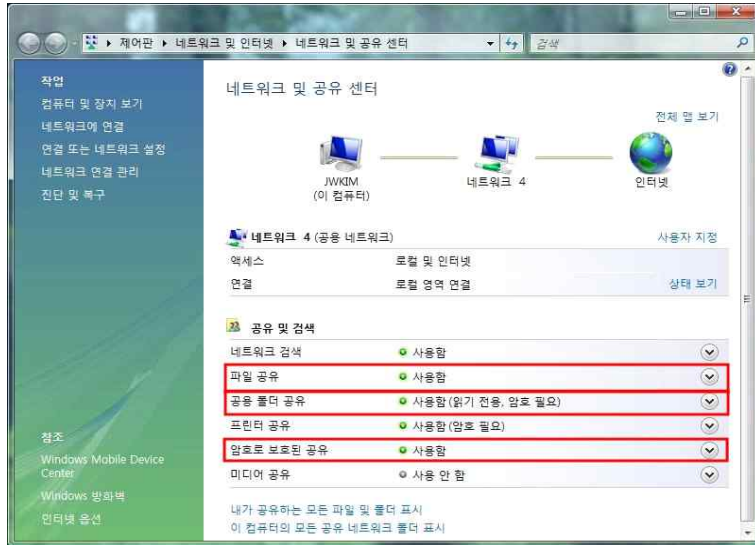 제어판 ▸ 네트워크 및 인터넷 ▸ 네트워크 및 공유 센터
검색
작업
컴퓨터 및 장치 보기
네트워크에 연결
연결 또는 네트워크 설정
네트워크 연결 관리
진단 및 복구
네트워크 및 공유 센터
전체 맵 보기
JWKIM
(이 컴퓨터)
네트워크 4
인터넷
네트워크 4 (공용 네트워크)
사용자 지정
액세스 로컬 및 인터넷
연결 로컬 영역 연결 상태 보기
공유 및 검색
네트워크 검색 사용함
파일 공유 사용함
공용 폴더 공유 사용함(읽기 전용, 암호 필요)
프린터 공유 사용함(암호 필요)
암호로 보호된 공유 사용함
미디어 공유 사용 안 함
내가 공유하는 모든 파일 및 폴더 표시
이 컴퓨터의 모든 공유 네트워크 폴더 표시
참조
Windows Mobile Device
Center
Windows 방화벽
인터넷 옵션